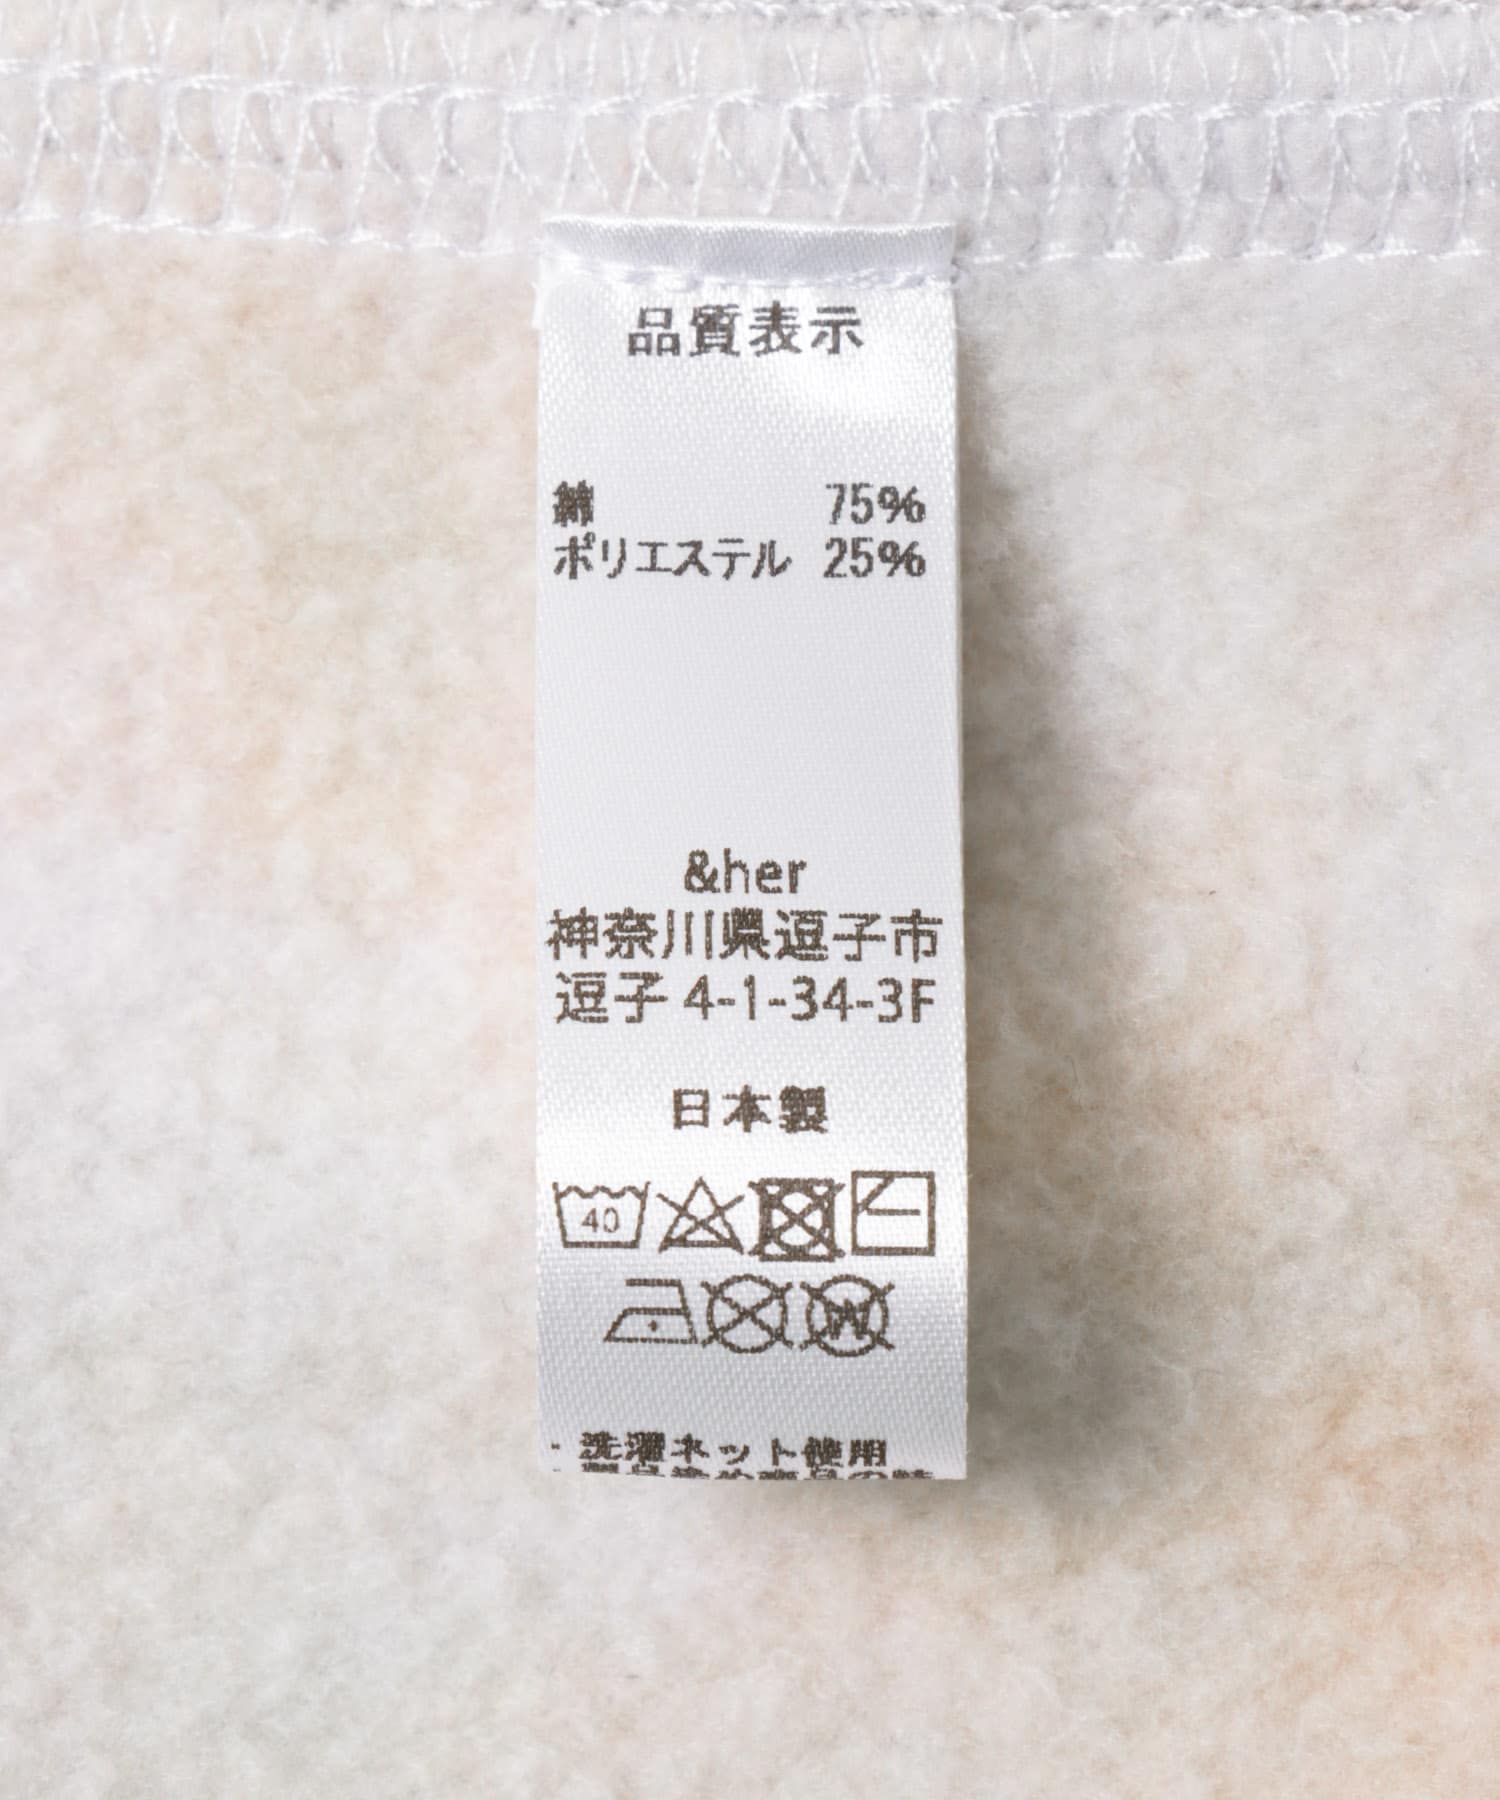 品質表示
綿 75%
ポリエステル 25%
&her
神奈川県逗子市
逗子 4-1-34-3F
日本製
40
W
・洗濯ネット使用